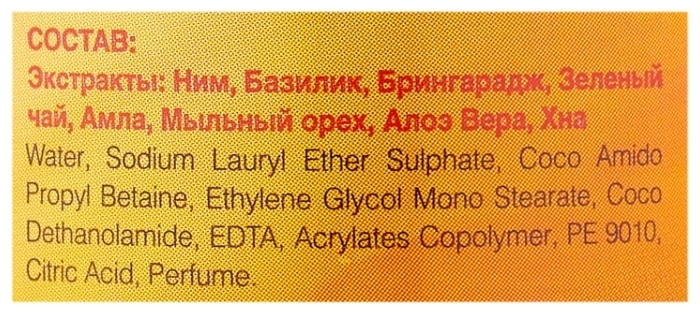 СОСТАВ:
Экстракты: Ним, Базилик, Брингарадж, Зеленый
чай, Амла, Мыльный орех, Алоэ Вера, Хна
Water, Sodium Lauryl Ether Sulphate, Coco Amido
Propyl Betaine, Ethylene Glycol Mono Stearate, Coco
Dethanolamide, EDTA, Acrylates Copolymer, PE 9010,
Citric Acid, Perfume.